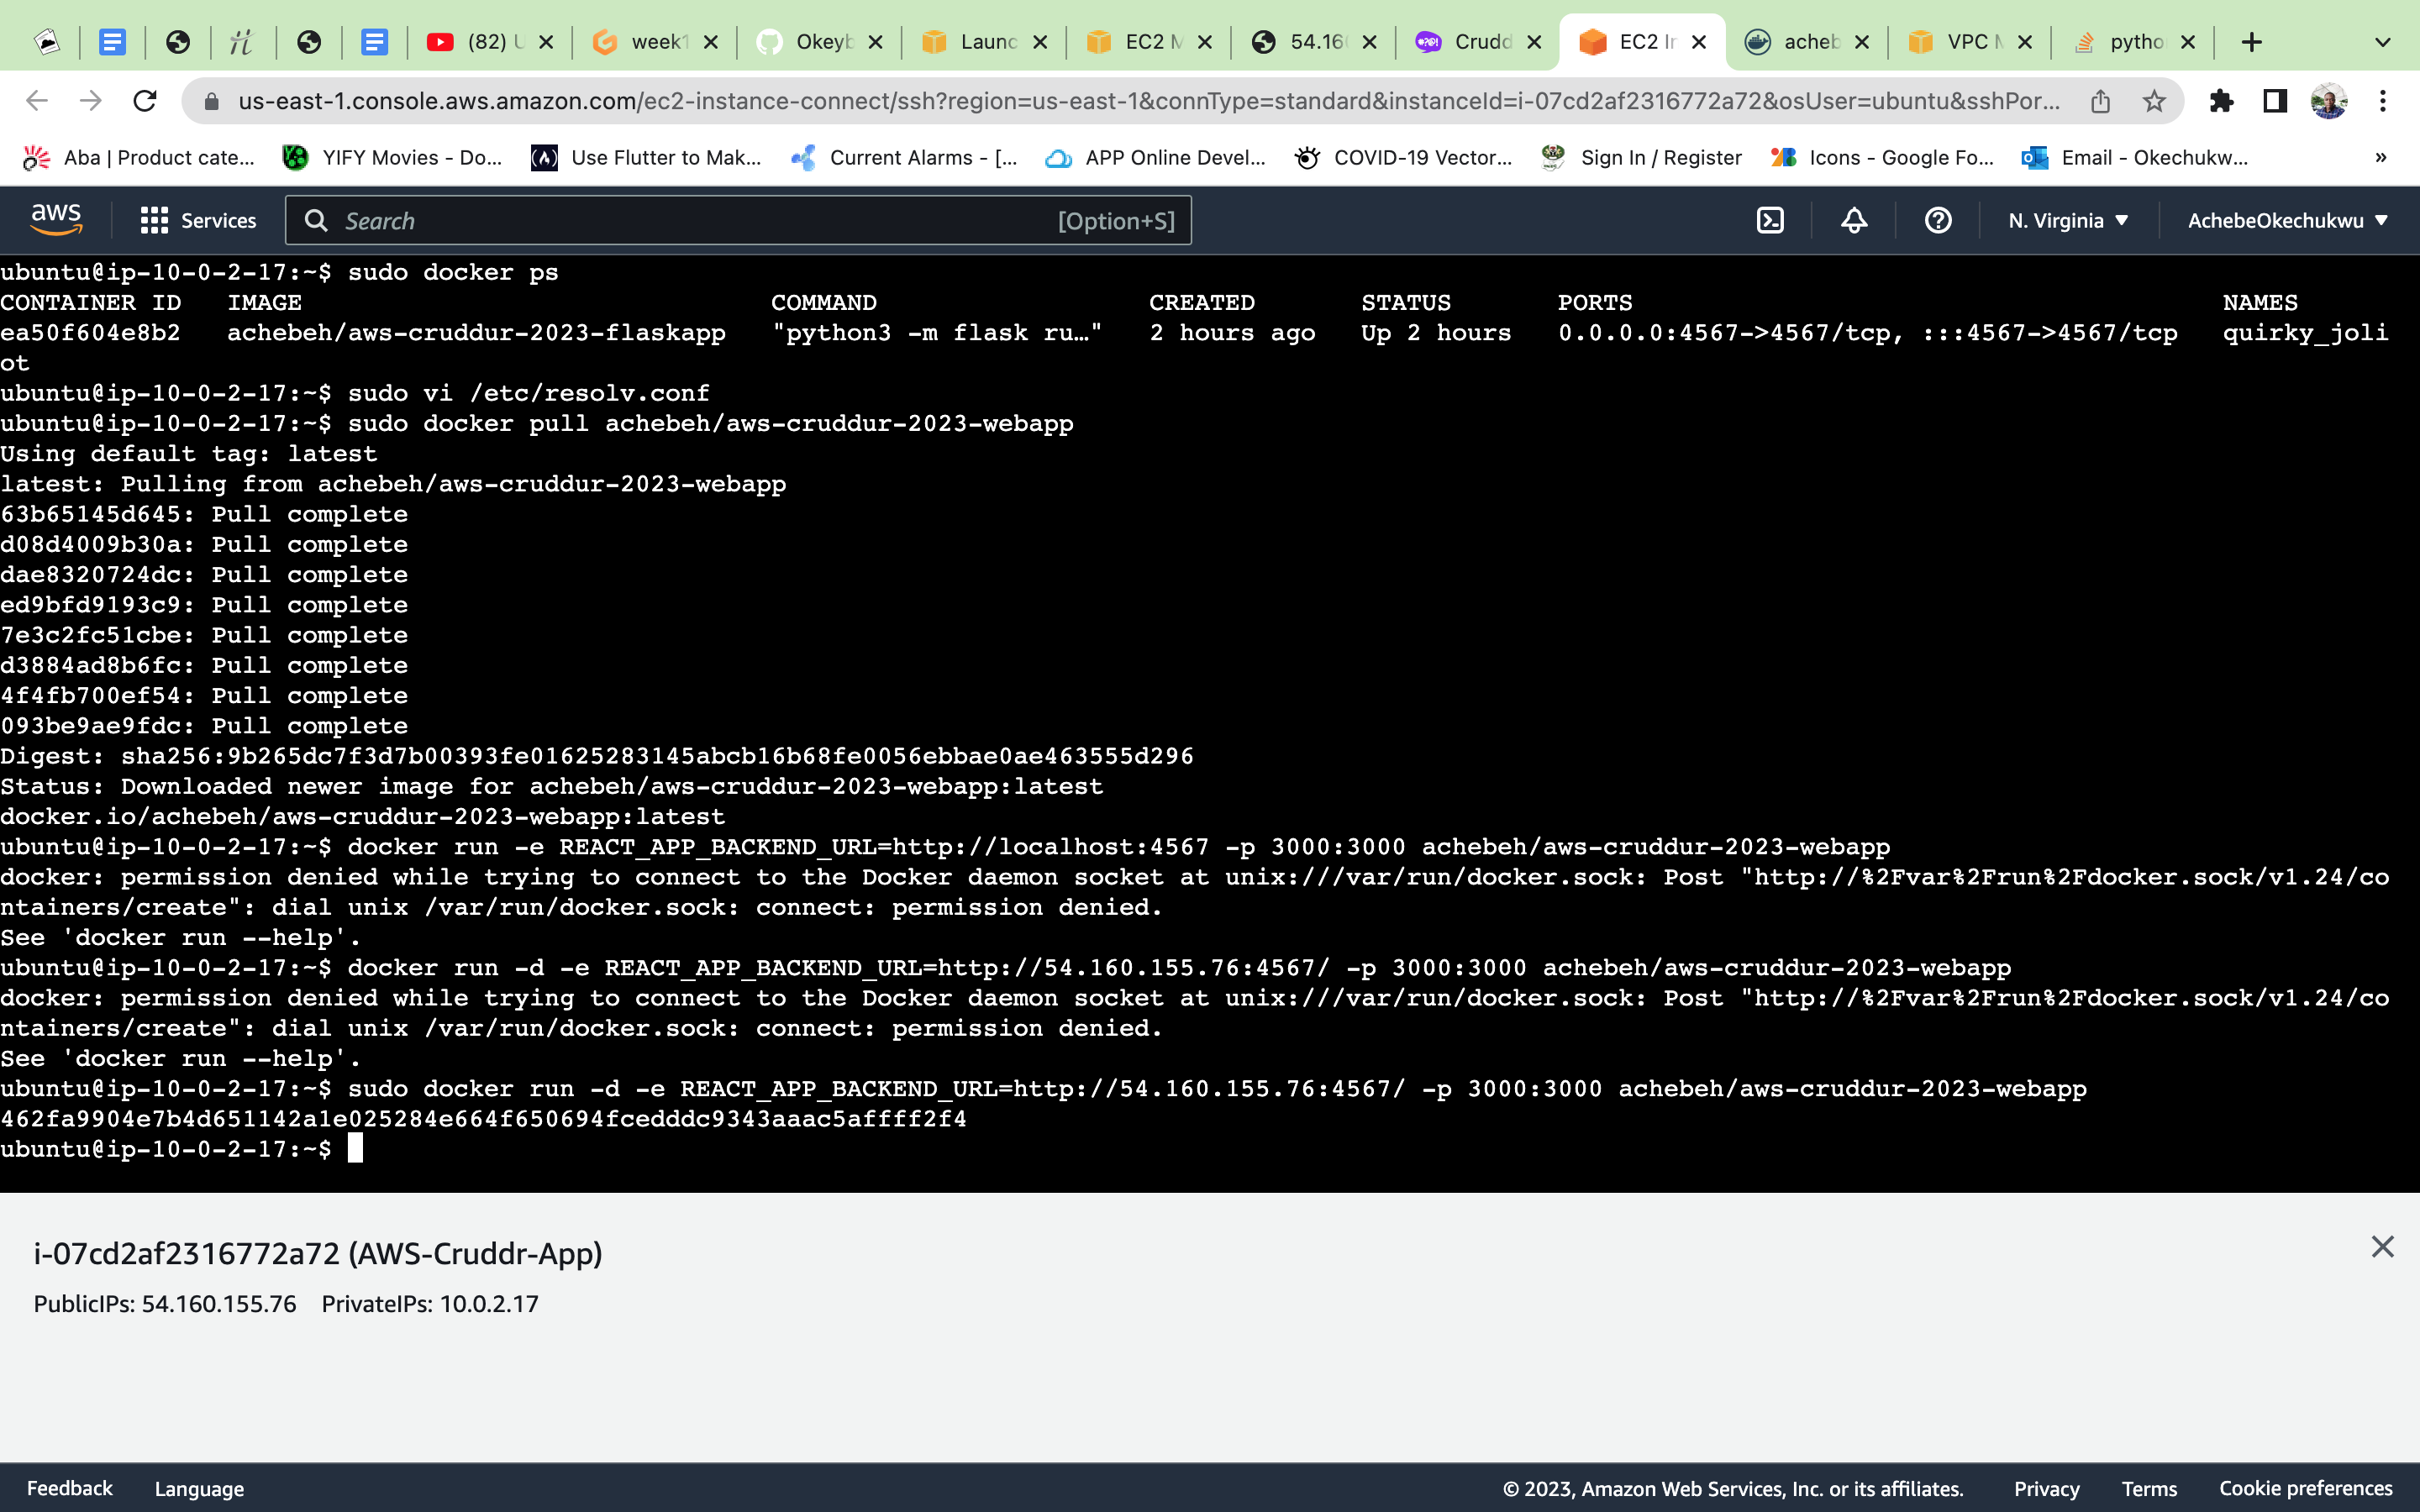 (82) U
week1
Okeyb
Launc
EC2 M
54.16
Crudd
EC2 In
acheb
VPC M
pytho
us-east-1.console.aws.amazon.com/ec2-instance-connect/ssh?region=us-east-1&connType=standard&instanceId=i-07cd2af2316772a72&osUser=ubuntu&sshPor...
Aba | Product cate...
YIFY Movies - Do...
Use Flutter to Mak...
Current Alarms - [...
APP Online Devel...
COVID-19 Vector...
Sign In / Register
Icons - Google Fo...
Email - Okechukw...
»
aws
Services
Search
[Option+S]
N. Virginia
AchebeOkechukwu
ubuntu@ip-10-0-2-17:~$ sudo docker ps
CONTAINER ID IMAGE COMMAND CREATED STATUS PORTS NAMES
ea50f604e8b2 achebeh/aws-cruddur-2023-flaskapp "python3 -m flask ru…" 2 hours ago Up 2 hours 0.0.0.0:4567->4567/tcp, :::4567->4567/tcp quirky_joli
ot
ubuntu@ip-10-0-2-17:~$ sudo vi /etc/resolv.conf
ubuntu@ip-10-0-2-17:~$ sudo docker pull achebeh/aws-cruddur-2023-webapp
Using default tag: latest
latest: Pulling from achebeh/aws-cruddur-2023-webapp
63b65145d645: Pull complete
d08d4009b30a: Pull complete
dae8320724dc: Pull complete
ed9bfd9193c9: Pull complete
7e3c2fc51cbe: Pull complete
d3884ad8b6fc: Pull complete
4f4fb700ef54: Pull complete
093be9ae9fdc: Pull complete
Digest: sha256:9b265dc7f3d7b00393fe01625283145abcb16b68fe0056ebbae0ae463555d296
Status: Downloaded newer image for achebeh/aws-cruddur-2023-webapp:latest
docker.io/achebeh/aws-cruddur-2023-webapp:latest
ubuntu@ip-10-0-2-17:~$ docker run -e REACT_APP_BACKEND_URL=http://localhost:4567 -p 3000:3000 achebeh/aws-cruddur-2023-webapp
docker: permission denied while trying to connect to the Docker daemon socket at unix:///var/run/docker.sock: Post "http://%2Fvar%2Frun%2Fdocker.sock/v1.24/co
ntainers/create": dial unix /var/run/docker.sock: connect: permission denied.
See 'docker run --help'.
ubuntu@ip-10-0-2-17:~$ docker run -d -e REACT_APP_BACKEND_URL=http://54.160.155.76:4567/ -p 3000:3000 achebeh/aws-cruddur-2023-webapp
docker: permission denied while trying to connect to the Docker daemon socket at unix:///var/run/docker.sock: Post "http://%2Fvar%2Frun%2Fdocker.sock/v1.24/co
ntainers/create": dial unix /var/run/docker.sock: connect: permission denied.
See 'docker run --help'.
ubuntu@ip-10-0-2-17:~$ sudo docker run -d -e REACT_APP_BACKEND_URL=http://54.160.155.76:4567/ -p 3000:3000 achebeh/aws-cruddur-2023-webapp
462fa9904e7b4d651142a1e025284e664f650694fcedddc9343aaac5affff2f4
ubuntu@ip-10-0-2-17:~$
i-07cd2af2316772a72 (AWS-Cruddr-App)
PublicIPs: 54.160.155.76 PrivateIPs: 10.0.2.17
Feedback
Language
© 2023, Amazon Web Services, Inc. or its affiliates.
Privacy
Terms
Cookie preferences